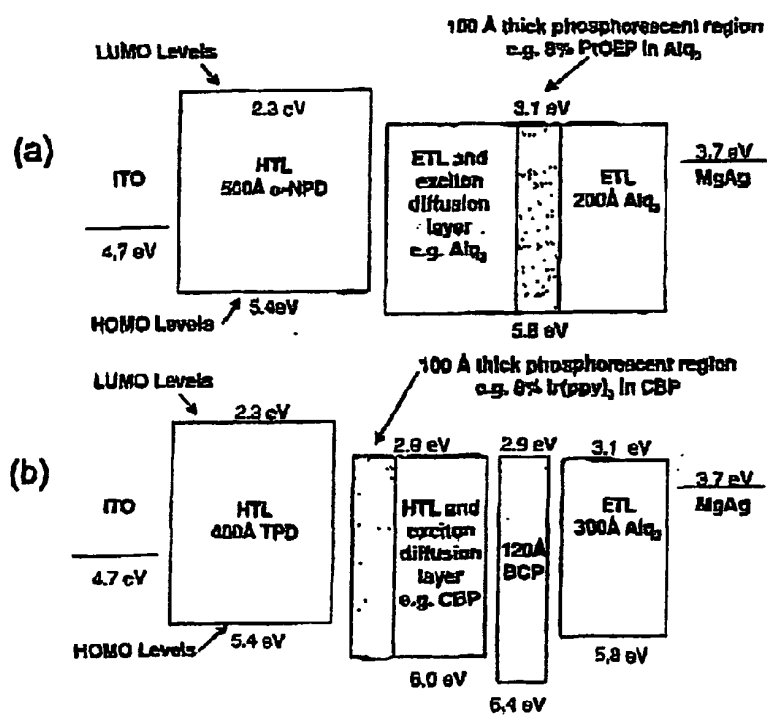 100 Å thick phosphorescent region
e.g. 8% PtOEP in Alq3
LUMO Levels
(a)
2.3 eV
3.1 eV
ITO
HTL
500Å α-NPD
ETL and
exciton
diffusion
layer
e.g. Alq3
ETL
200Å Alq3
3.7 eV
MgAg
4.7 eV
5.4eV
HOMO Levels
5.8 eV
LUMO Levels
100 Å thick phosphorescent region
e.g. 8% Ir(ppy)3 in CBP
(b)
2.3 eV
2.8 eV
2.9 eV
3.1 eV
ITO
HTL
400Å TPD
HTL and
exciton
diffusion
layer
e.g. CBP
120Å
BCP
ETL
300Å Alq3
3.7 eV
MgAg
4.7 eV
HOMO Levels
5.4 eV
6.0 eV
6.4 eV
5.8 eV